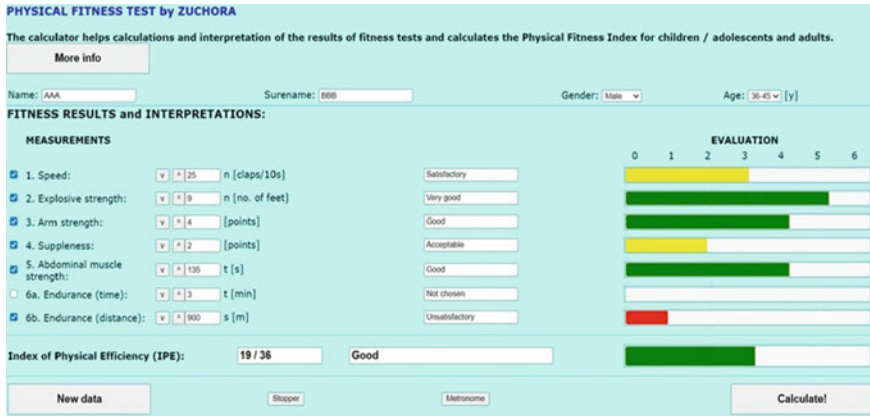 PHYSICAL FITNESS TEST by ZUCHORA
The calculator helps calculations and interpretation of the results of fitness tests and calculates the Physical Fitness Index for children / adolescents and adults.
More info
Name: AAA Surename: BBB Gender: Male Age: 36-45 [y]
FITNESS RESULTS and INTERPRETATIONS:
MEASUREMENTS EVALUATION
0 1 2 3 4 5 6
1. Speed: v ^ 25 n [claps/10s] Satisfactory
2. Explosive strength: v ^ 9 n [no. of feet] Very good
3. Arm strength: v ^ 4 [points] Good
4. Suppleness: v ^ 2 [points] Acceptable
5. Abdominal muscle
strength: v ^ 135 t [s] Good
6a. Endurance (time): v ^ 3 t [min] Not chosen
6b. Endurance (distance): v ^ 900 s [m] Unsatisfactory
Index of Physical Efficiency (IPE): 19 / 36 Good
New data Stopper Metronome Calculate!